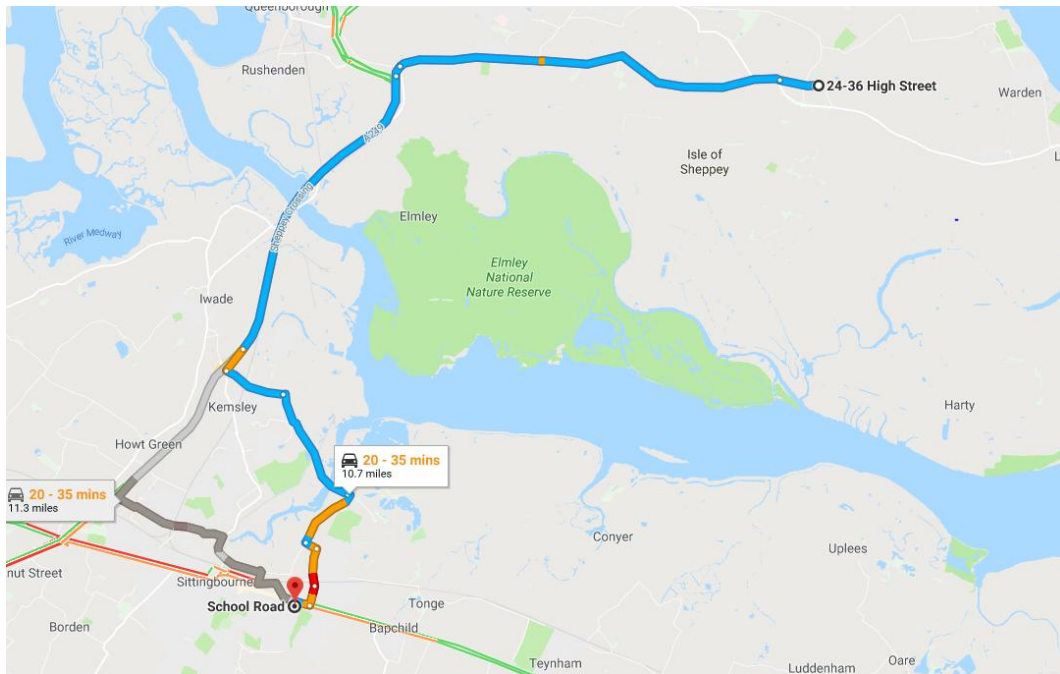 Queenborough
Rushenden
24-36 High Street
Warden
A249
Isle of
Sheppey
Sheppey Crossing
Elmley
River Medway
Elmley
National
Nature Reserve
Iwade
Kemsley
Harty
Howt Green
20 - 35 mins
10.7 miles
20 - 35 mins
11.3 miles
Conyer
Uplees
nut Street
Sittingbourne
School Road
Tonge
Borden
Bapchild
Teynham
Oare
Luddenham